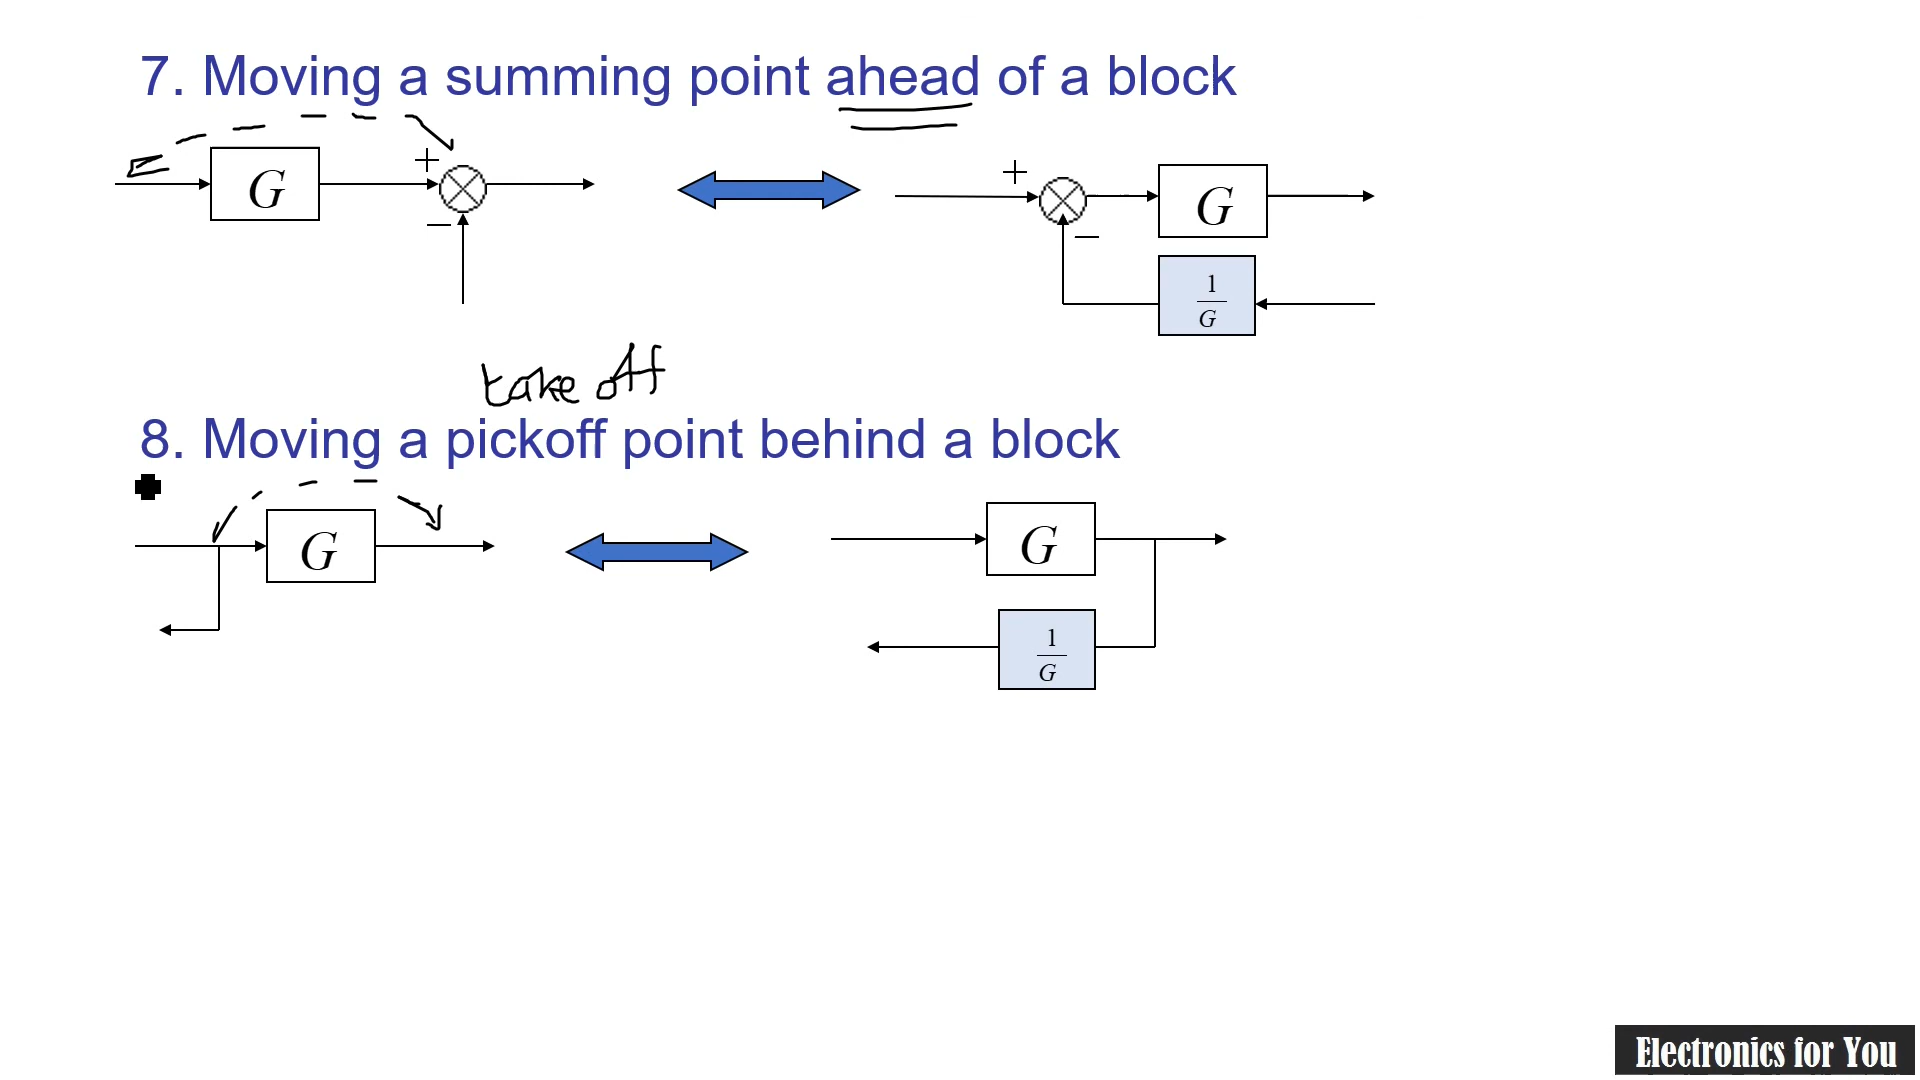 7. Moving a summing point ahead of a block
G
+
−
+
−
G
1
G
take off
8. Moving a pickoff point behind a block
G
G
1
G
Electronics for You